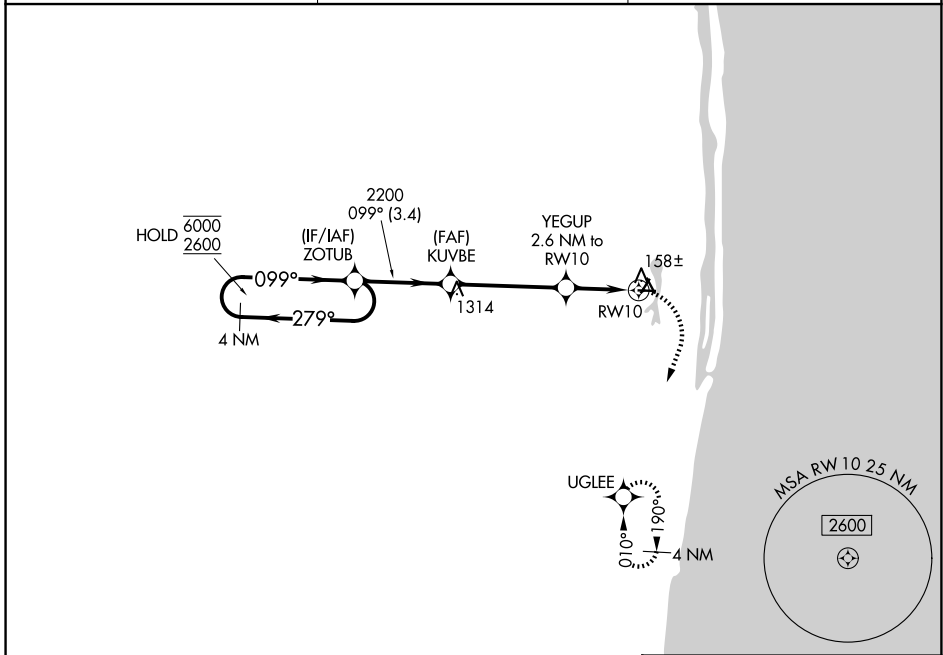 HOLD 6000
2600
099°
279°
4 NM
(IF/IAF)
ZOTUB
2200
099° (3.4)
(FAF)
KUVBE
1314
YEGUP
2.6 NM to
RW10
158±
RW10
UGLEE
010°
190°
4 NM
MSA RW 10 25 NM
2600